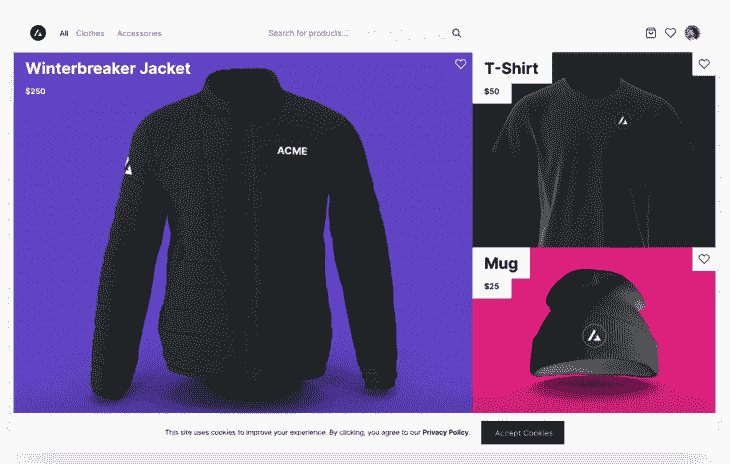 All Clothes Accessories Search for products...
Winterbreaker Jacket
$250
ACME
T-Shirt
$50
Mug
$25
This site uses cookies to improve your experience. By clicking, you agree to our Privacy Policy. Accept Cookies